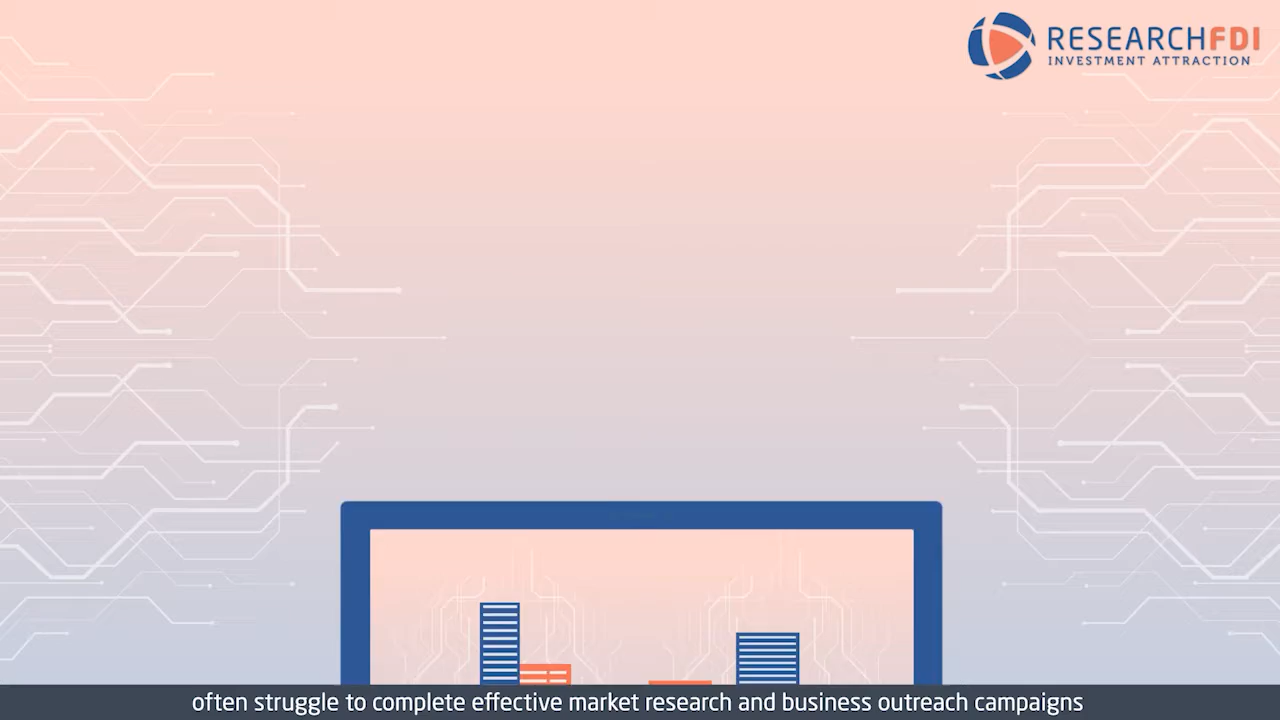 RESEARCHFDI
INVESTMENT ATTRACTION
often struggle to complete effective market research and business outreach campaigns